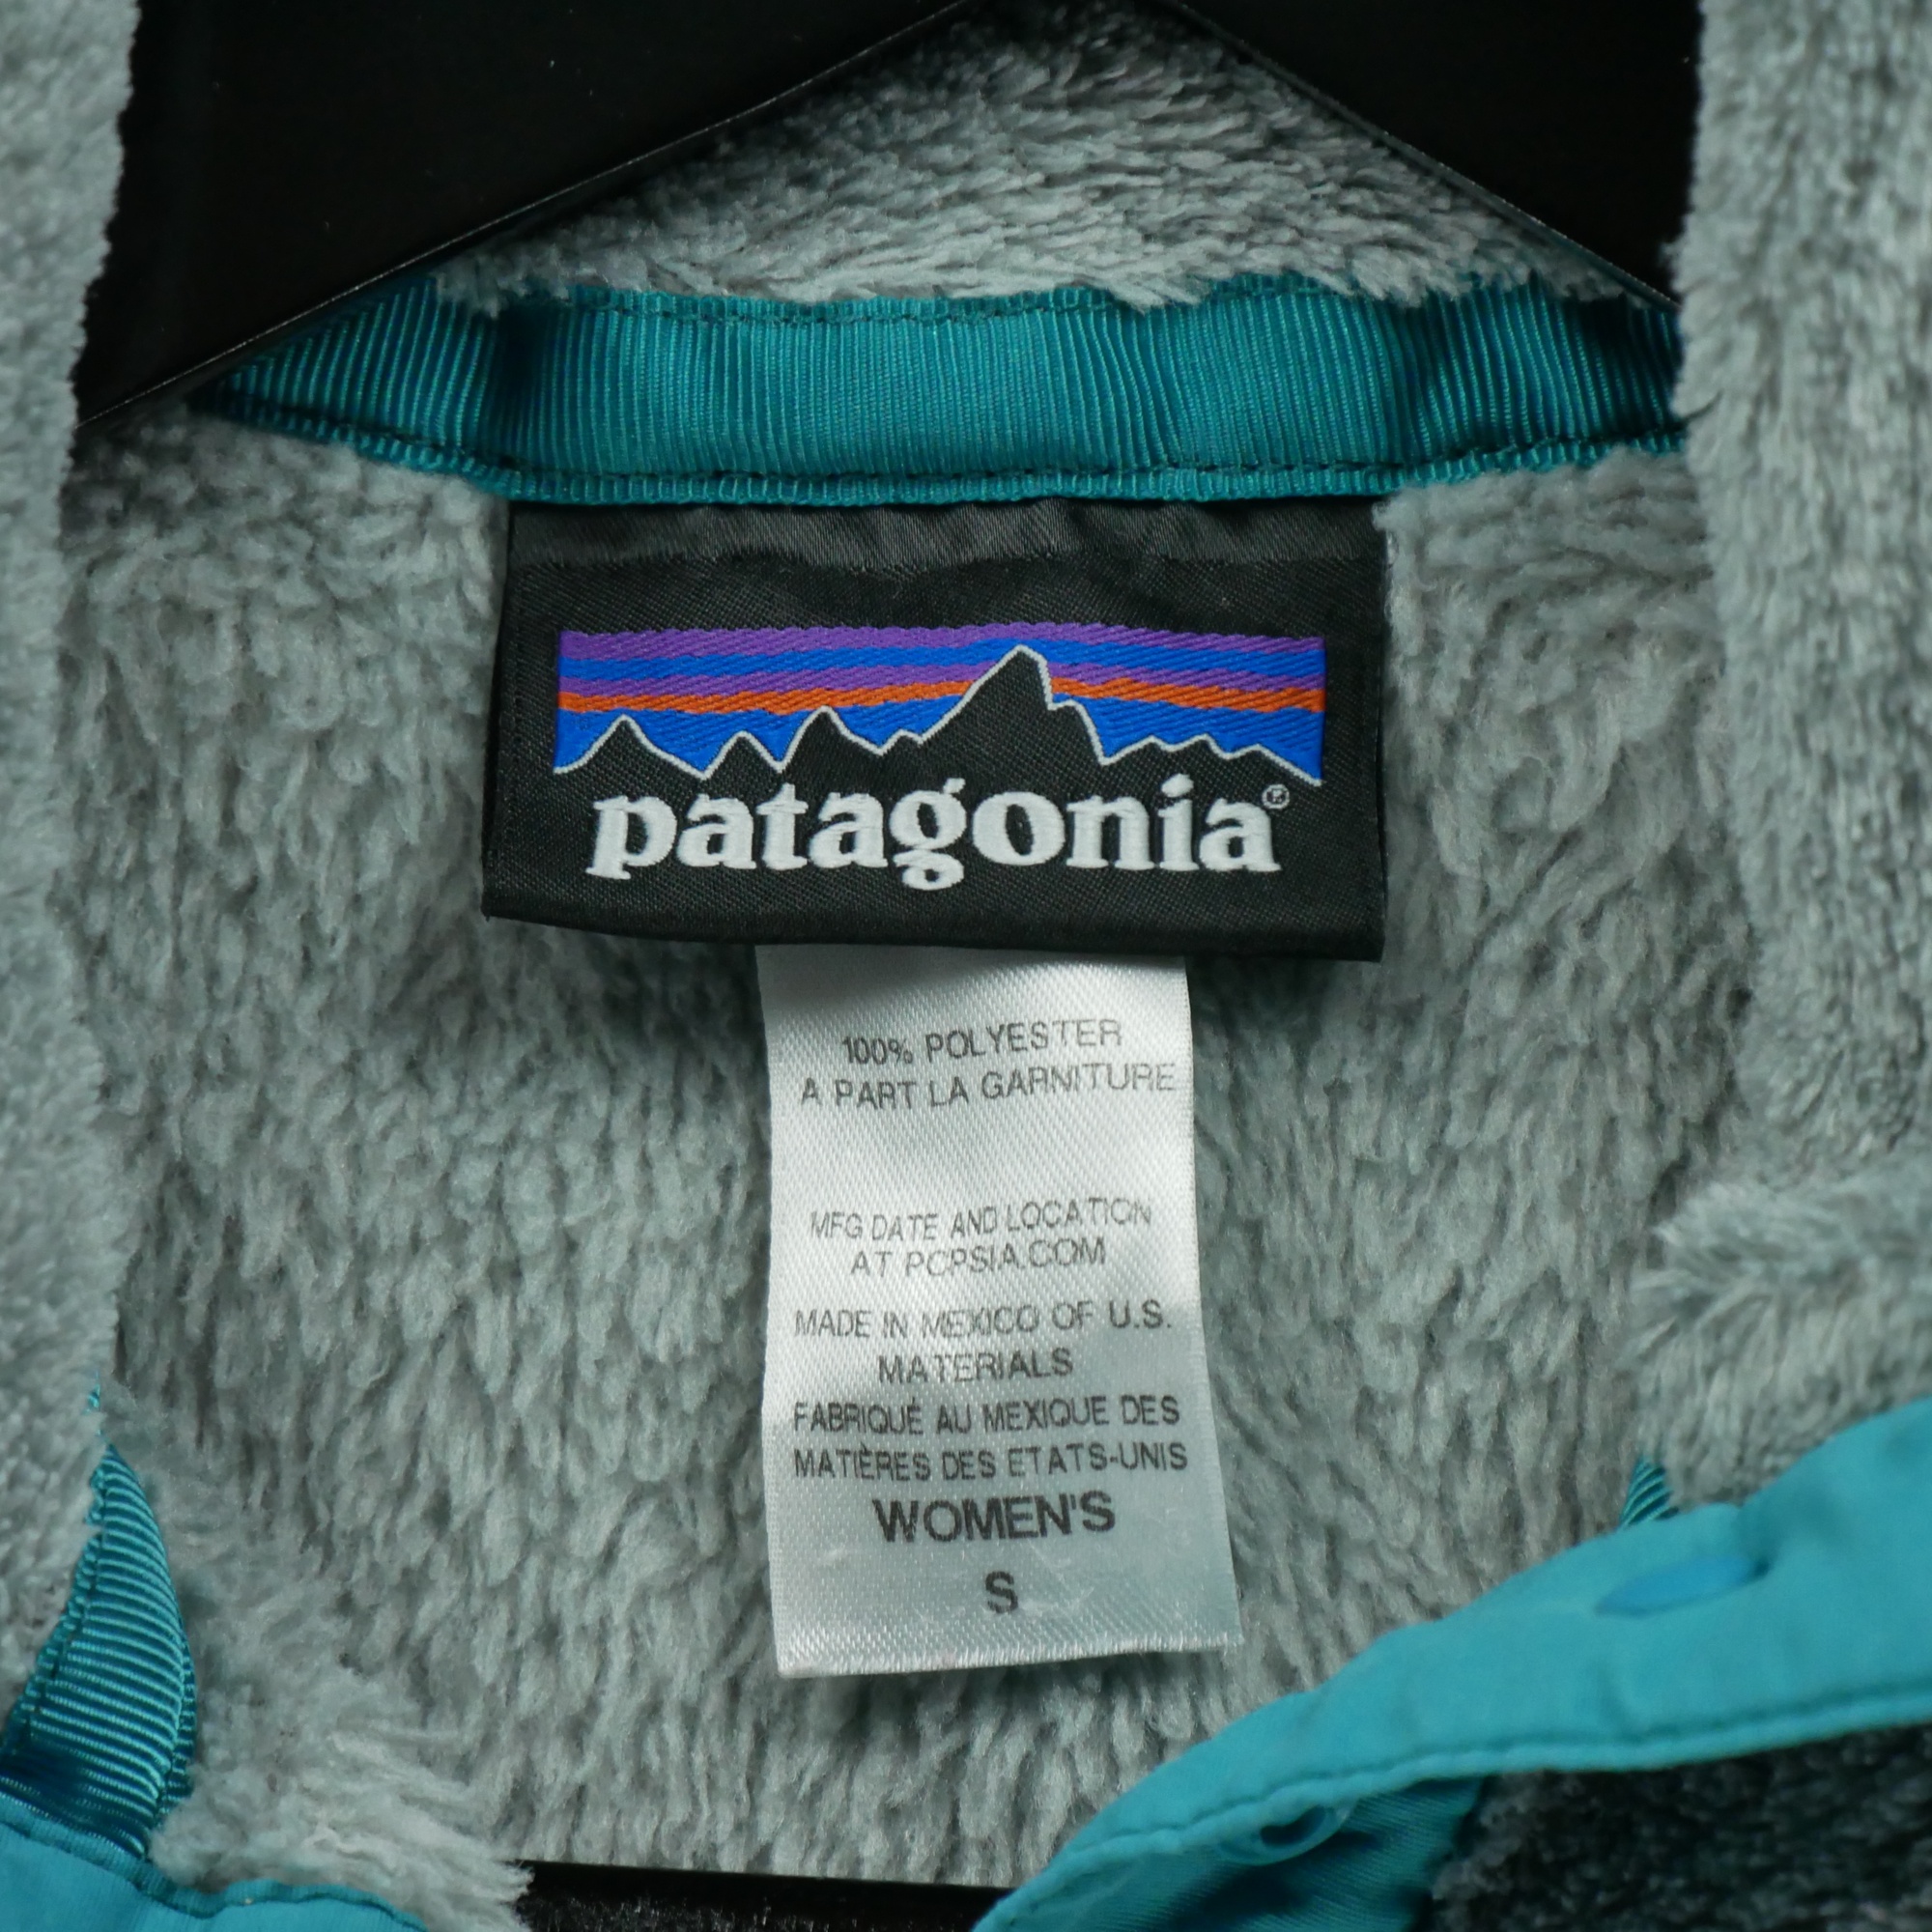 patagonia®
100% POLYESTER
A PART LA GARNITURE
MFG DATE AND LOCATION
AT PCPSIA.COM
MADE IN MEXICO OF U.S.
MATERIALS
FABRIQUÉ AU MEXIQUE DES
MATIÈRES DES ETATS-UNIS
WOMEN'S
S